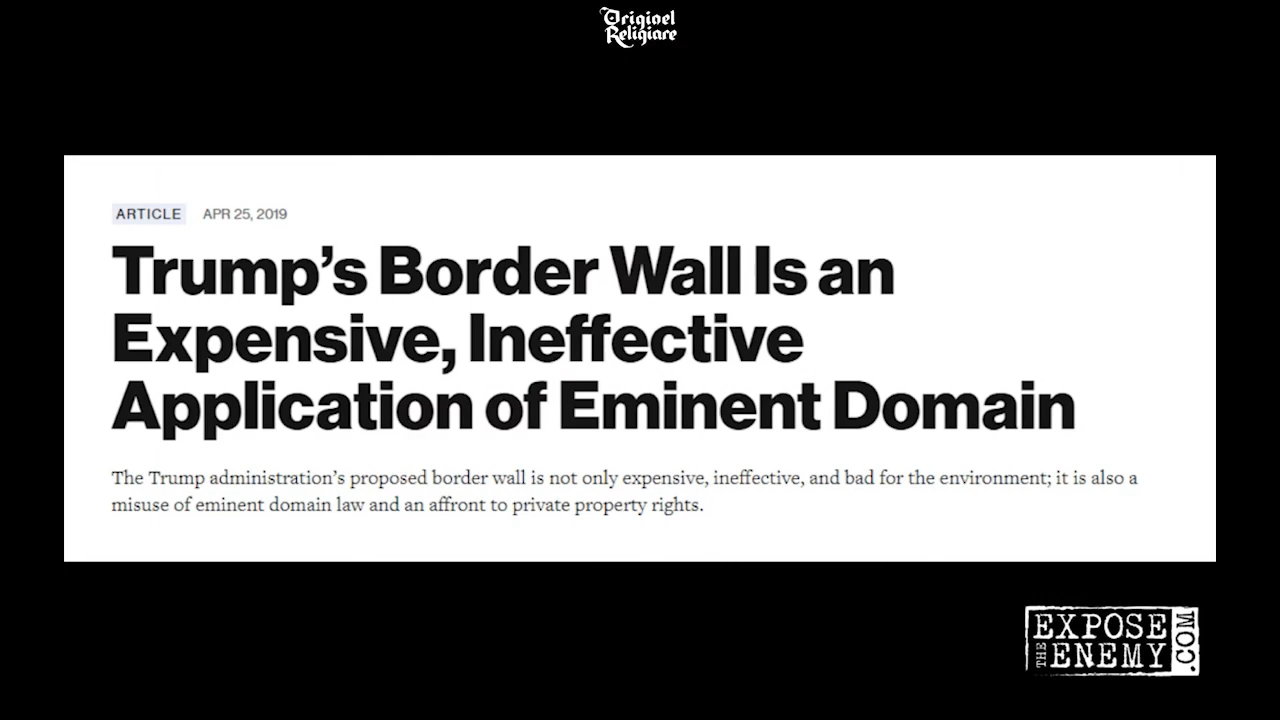 Origioel
Religiare
ARTICLE APR 25, 2019
Trump’s Border Wall Is an
Expensive, Ineffective
Application of Eminent Domain
The Trump administration’s proposed border wall is not only expensive, ineffective, and bad for the environment; it is also a
misuse of eminent domain law and an affront to private property rights.
EXPOSE
THE ENEMY .COM